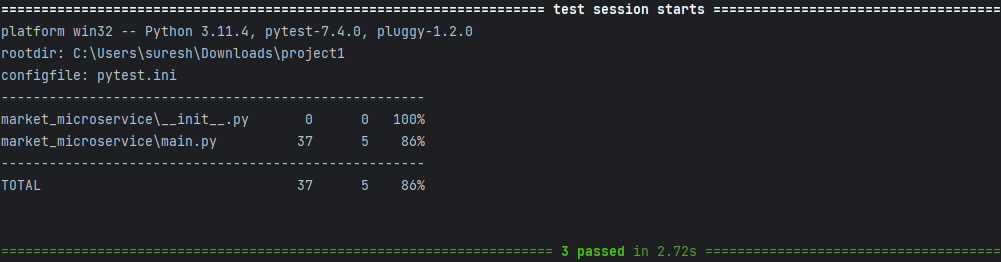 ==================================================================== test session starts ====================================
platform win32 -- Python 3.11.4, pytest-7.4.0, pluggy-1.2.0
rootdir: C:\Users\suresh\Downloads\project1
configfile: pytest.ini
-----------------------------------------------------
market_microservice\__init__.py       0      0   100%
market_microservice\main.py          37      5    86%
-----------------------------------------------------
TOTAL                                37      5    86%
===================================================================== 3 passed in 2.72s =====================================